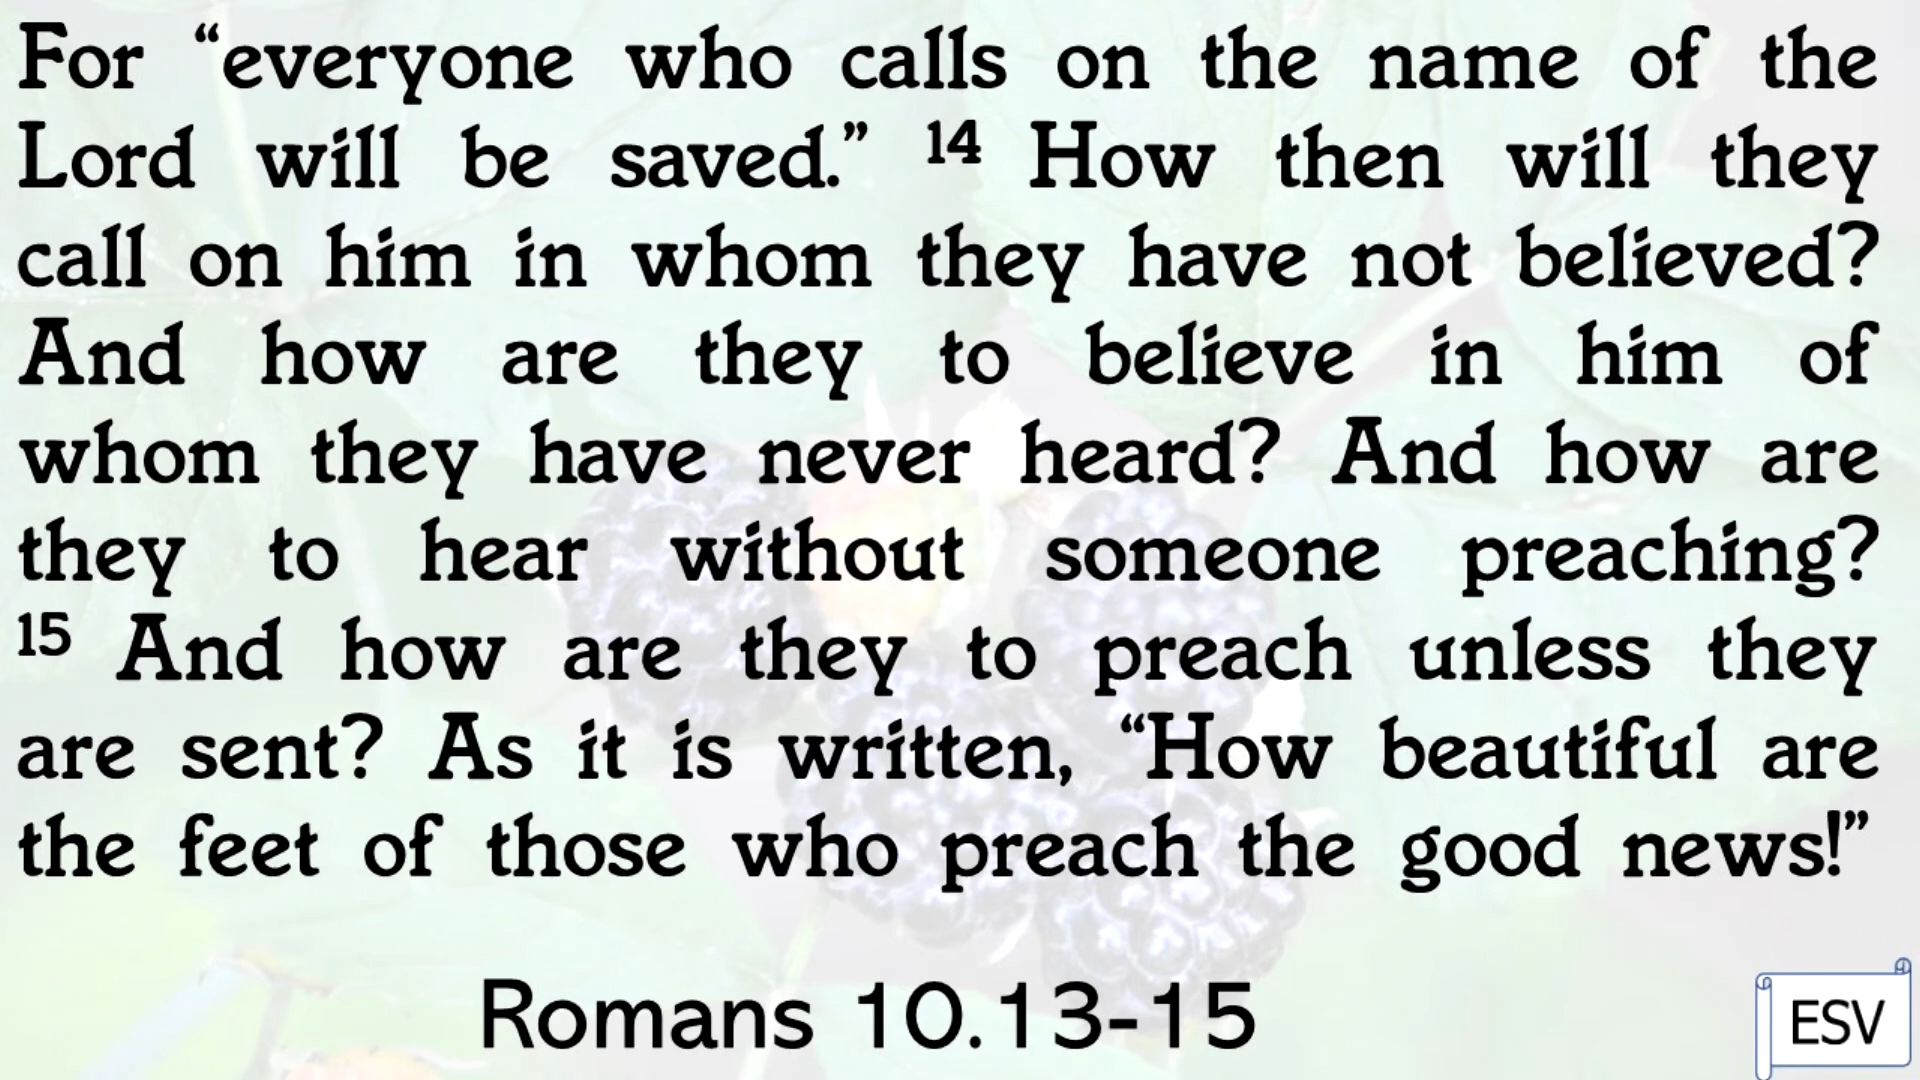 For “everyone who calls on the name of the
Lord will be saved.” 14 How then will they
call on him in whom they have not believed?
And how are they to believe in him of
whom they have never heard? And how are
they to hear without someone preaching?
15 And how are they to preach unless they
are sent? As it is written, “How beautiful are
the feet of those who preach the good news!”
Romans 10.13-15
ESV